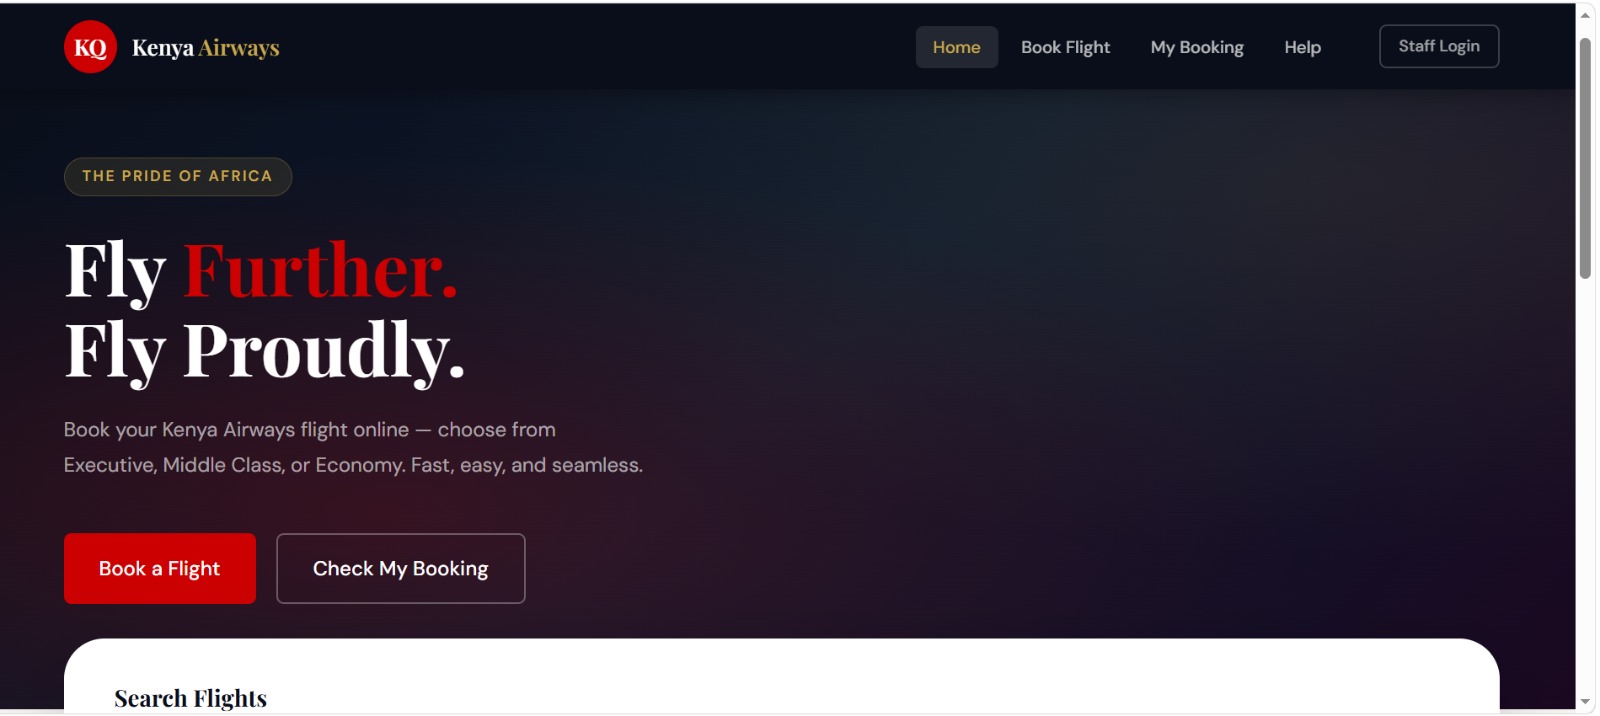 KQ Kenya Airways
Home Book Flight My Booking Help Staff Login
THE PRIDE OF AFRICA
Fly Further.
Fly Proudly.
Book your Kenya Airways flight online — choose from
Executive, Middle Class, or Economy. Fast, easy, and seamless.
Book a Flight Check My Booking
Search Flights